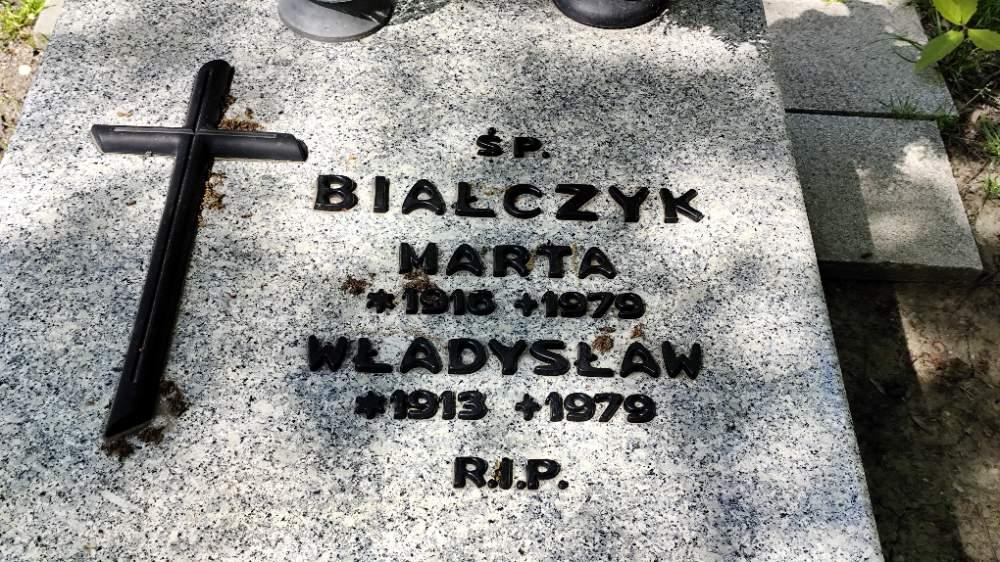 ŚP.
BIAŁCZYK
MARTA
*1916 +1979
WŁADYSŁAW
*1913 +1979
R.I.P.